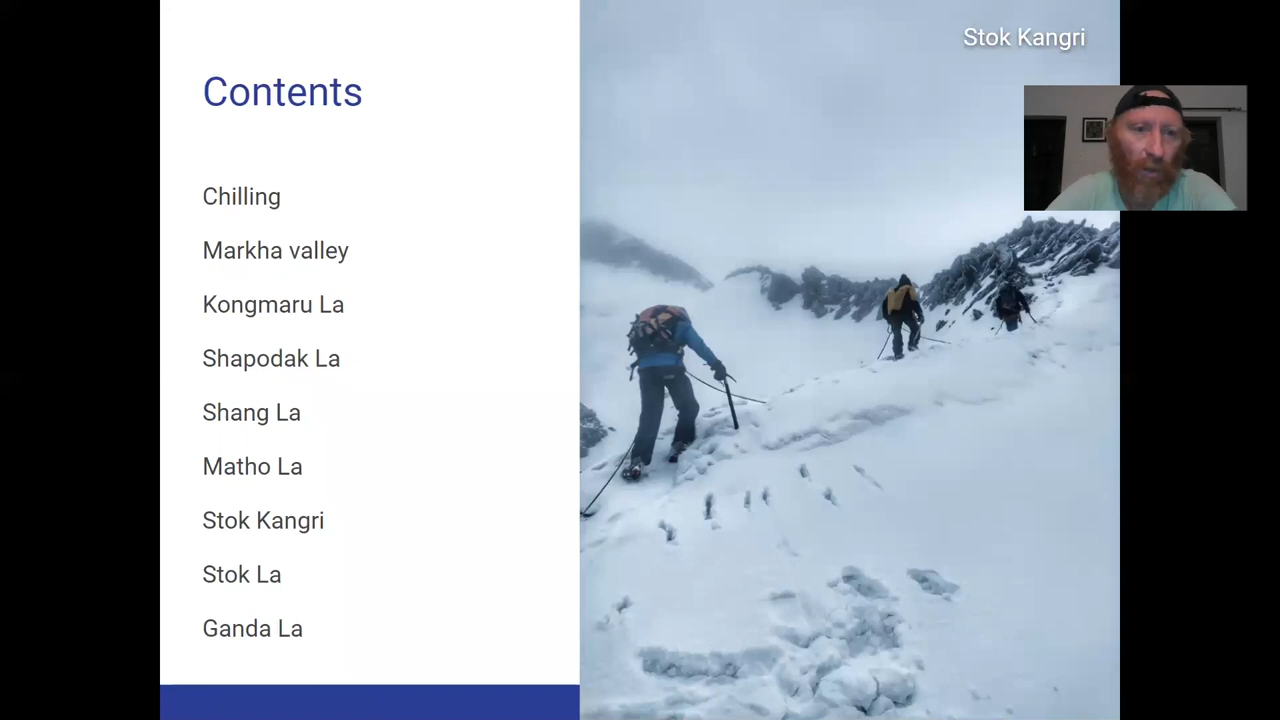 Stok Kangri
Contents
Chilling
Markha valley
Kongmaru La
Shapodak La
Shang La
Matho La
Stok Kangri
Stok La
Ganda La